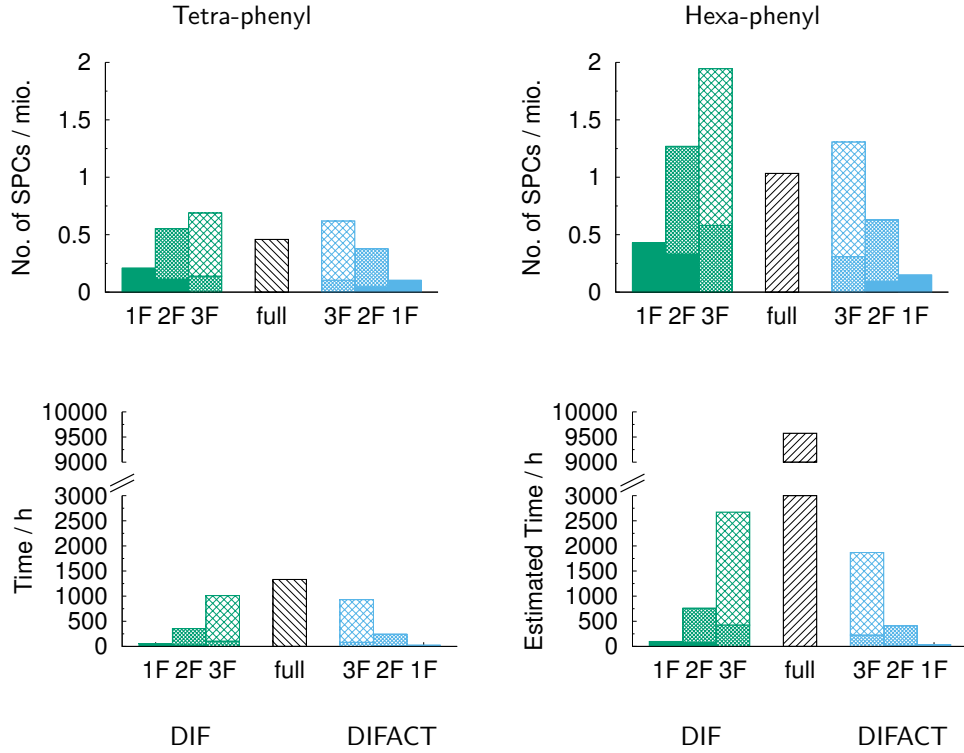 Tetra-phenyl
No. of SPCs / mio.
2
1.5
1
0.5
0
1F 2F 3F full 3F 2F 1F
Hexa-phenyl
No. of SPCs / mio.
2
1.5
1
0.5
0
1F 2F 3F full 3F 2F 1F
Time / h
10000
9500
9000
3000
2500
2000
1500
1000
500
0
1F 2F 3F full 3F 2F 1F
DIF DIFACT
Estimated Time / h
10000
9500
9000
3000
2500
2000
1500
1000
500
0
1F 2F 3F full 3F 2F 1F
DIF DIFACT